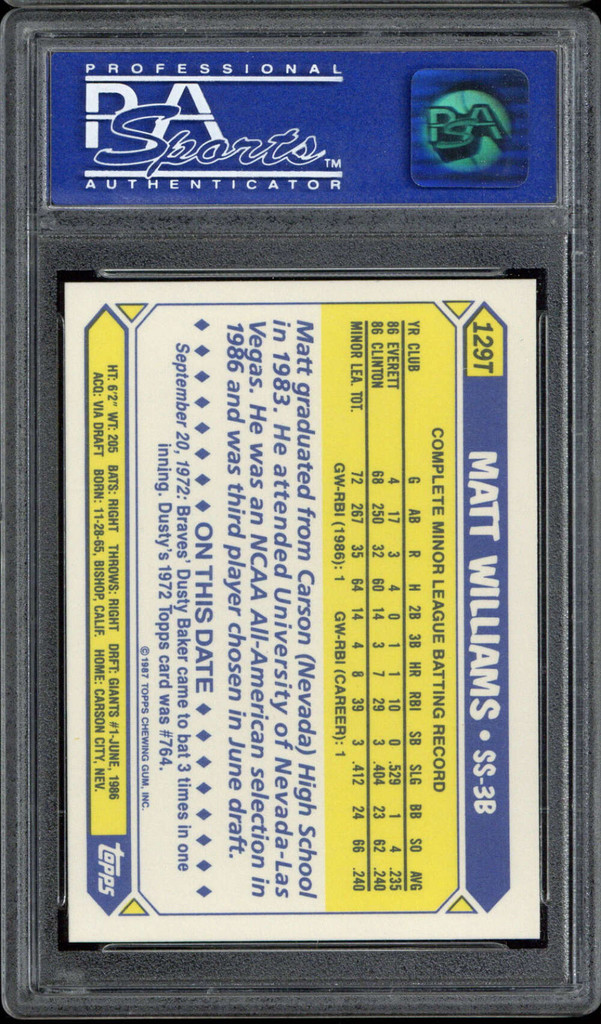 PROFESSIONAL
PSA
Sports™
AUTHENTICATOR
PSA
129T
MATT WILLIAMS • SS-3B
COMPLETE MINOR LEAGUE BATTING RECORD
YR CLUB G AB R H 2B 3B HR RBI SB SLG BB SO AVG
86 EVERETT 4 17 3 4 0 1 1 10 0 .529 1 4 .235
86 CLINTON 68 250 32 60 14 3 7 29 3 .404 23 62 .240
MINOR LEA. TOT. 72 267 35 64 14 4 8 39 3 .412 24 66 .240
GW-RBI (1986): 1 GW-RBI (CAREER): 1
Matt graduated from Carson (Nevada) High School
in 1983. He attended University of Nevada-Las
Vegas. He was an NCAA All-American selection in
1986 and was third player chosen in June draft.
ON THIS DATE
September 20, 1972: Braves' Dusty Baker came to bat 3 times in one
inning. Dusty's 1972 Topps card was #764.
©1987 TOPPS CHEWING GUM, INC.
HT: 6'2" WT: 205 BATS: RIGHT THROWS: RIGHT DRFT: GIANTS #1-JUNE, 1986
ACQ: VIA DRAFT BORN: 11-28-65, BISHOP, CALIF. HOME: CARSON CITY, NEV.
topps